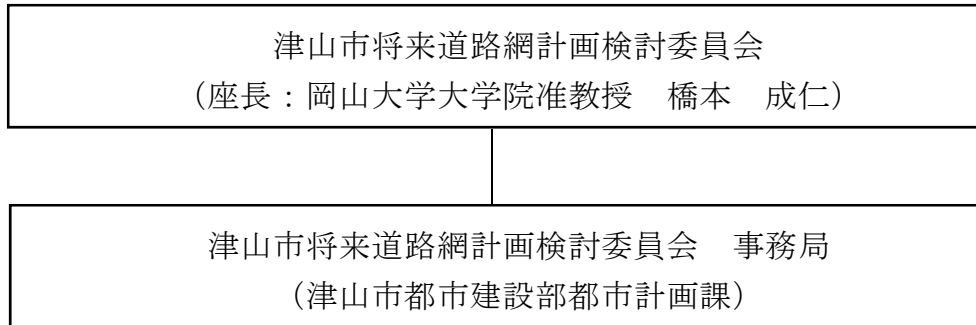 津山市将来道路網計画検討委員会
（座長：岡山大学大学院准教授　橋本　成仁）
津山市将来道路網計画検討委員会　事務局
（津山市都市建設部都市計画課）